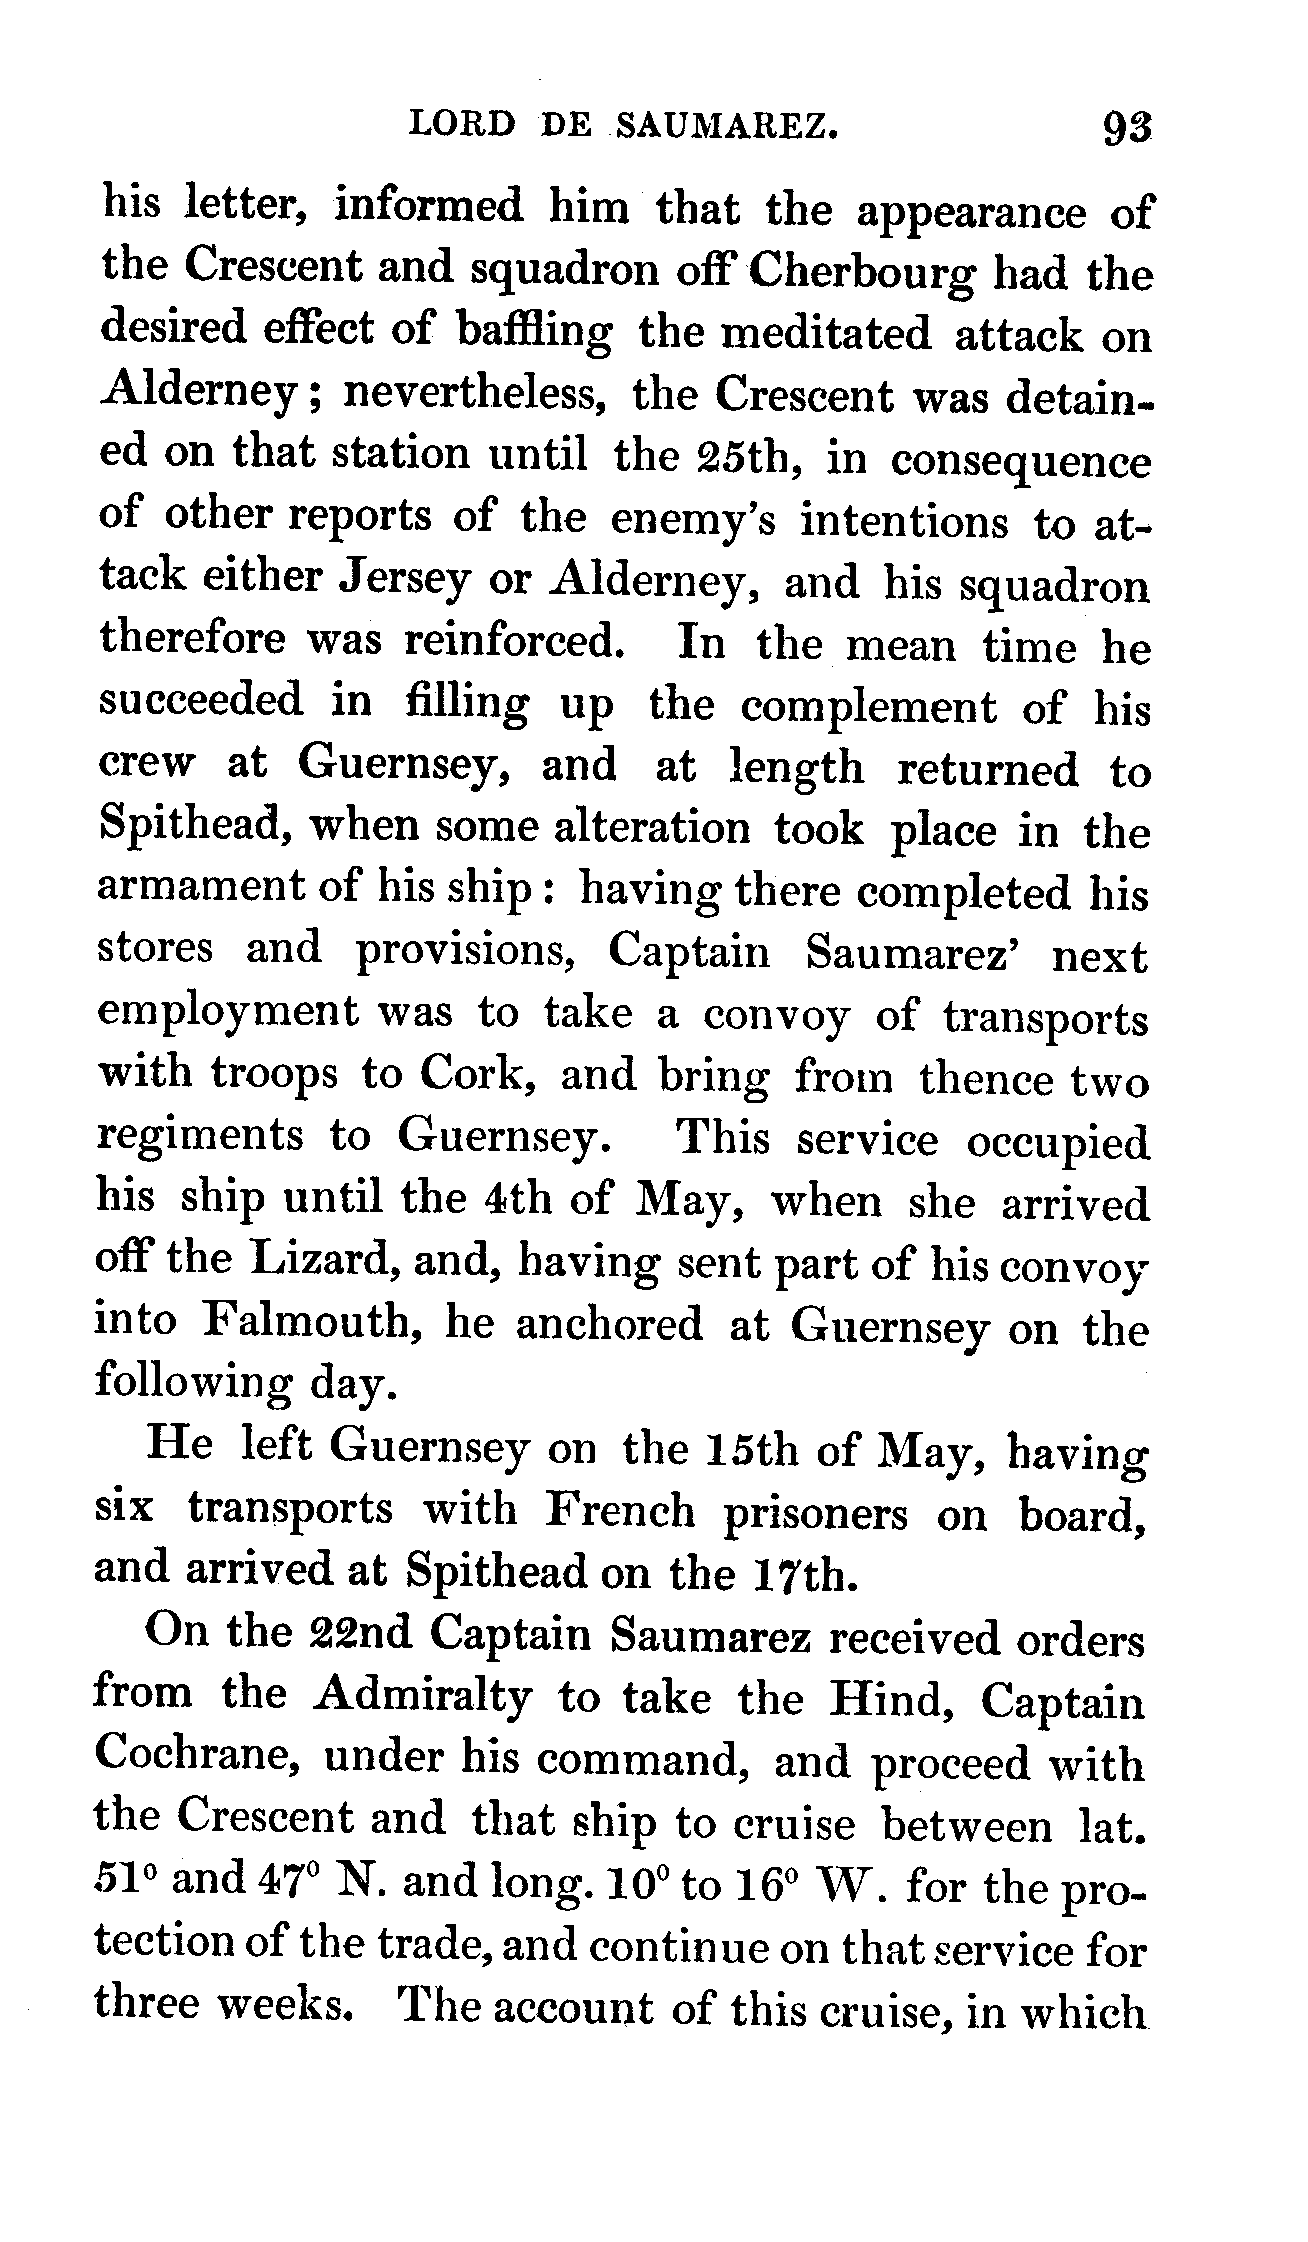 LORD DE SAUMAREZ. 93
his letter, informed him that the appearance of
the Crescent and squadron off Cherbourg had the
desired effect of baffling the meditated attack on
Alderney ; nevertheless, the Crescent was detain-
ed on that station until the 25th, in consequence
of other reports of the enemy's intentions to at-
tack either Jersey or Alderney, and his squadron
therefore was reinforced. In the mean time he
succeeded in filling up the complement of his
crew at Guernsey, and at length returned to
Spithead, when some alteration took place in the
armament of his ship : having there completed his
stores and provisions, Captain Saumarez' next
employment was to take a convoy of transports
with troops to Cork, and bring from thence two
regiments to Guernsey. This service occupied
his ship until the 4th of May, when she arrived
off the Lizard, and, having sent part of his convoy
into Falmouth, he anchored at Guernsey on the
following day.
He left Guernsey on the 15th of May, having
six transports with French prisoners on board,
and arrived at Spithead on the 17th.
On the 22nd Captain Saumarez received orders
from the Admiralty to take the Hind, Captain
Cochrane, under his command, and proceed with
the Crescent and that ship to cruise between lat.
51º and 47º N. and long. 10º to 16º W. for the pro-
tection of the trade, and continue on that service for
three weeks. The account of this cruise, in which